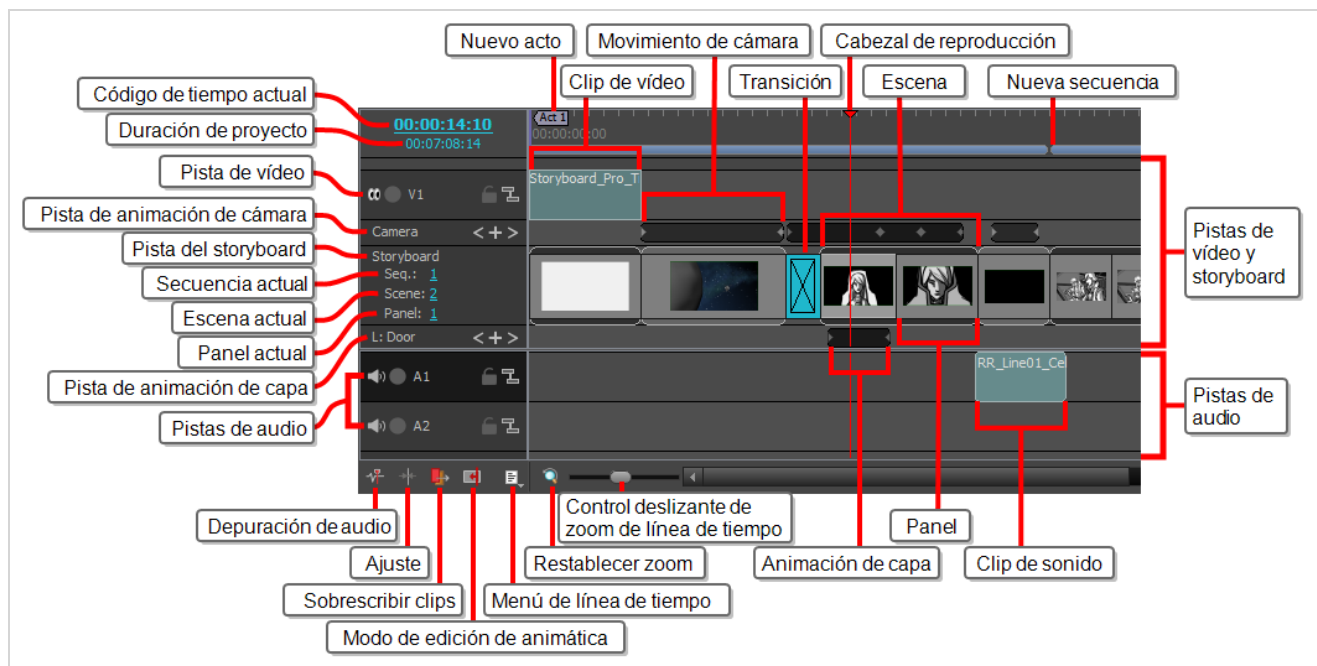 Nuevo acto
Movimiento de cámara
Cabezal de reproducción
Clip de vídeo
Transición
Escena
Nueva secuencia
Código de tiempo actual
Duración de proyecto
Pista de vídeo
Pista de animación de cámara
Pista del storyboard
Secuencia actual
Escena actual
Panel actual
Pista de animación de capa
Pistas de audio
00:00:14:10
00:07:08:14
Act 1
00:00:00:00
V1
Storyboard_Pro_T
Camera
< + >
Storyboard
Seq.: 1
Scene: 2
Panel: 1
L: Door
< + >
A1
RR_Line01_Cel
A2
Pistas de
vídeo y
storyboard
Pistas de
audio
Depuración de audio
Ajuste
Sobrescribir clips
Modo de edición de animática
Menú de línea de tiempo
Restablecer zoom
Control deslizante de
zoom de línea de tiempo
Animación de capa
Panel
Clip de sonido